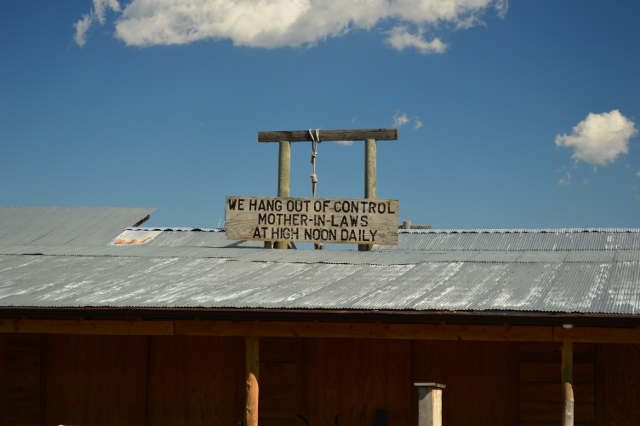 WE HANG OUT OF CONTROL
MOTHER-IN-LAWS
AT HIGH NOON DAILY